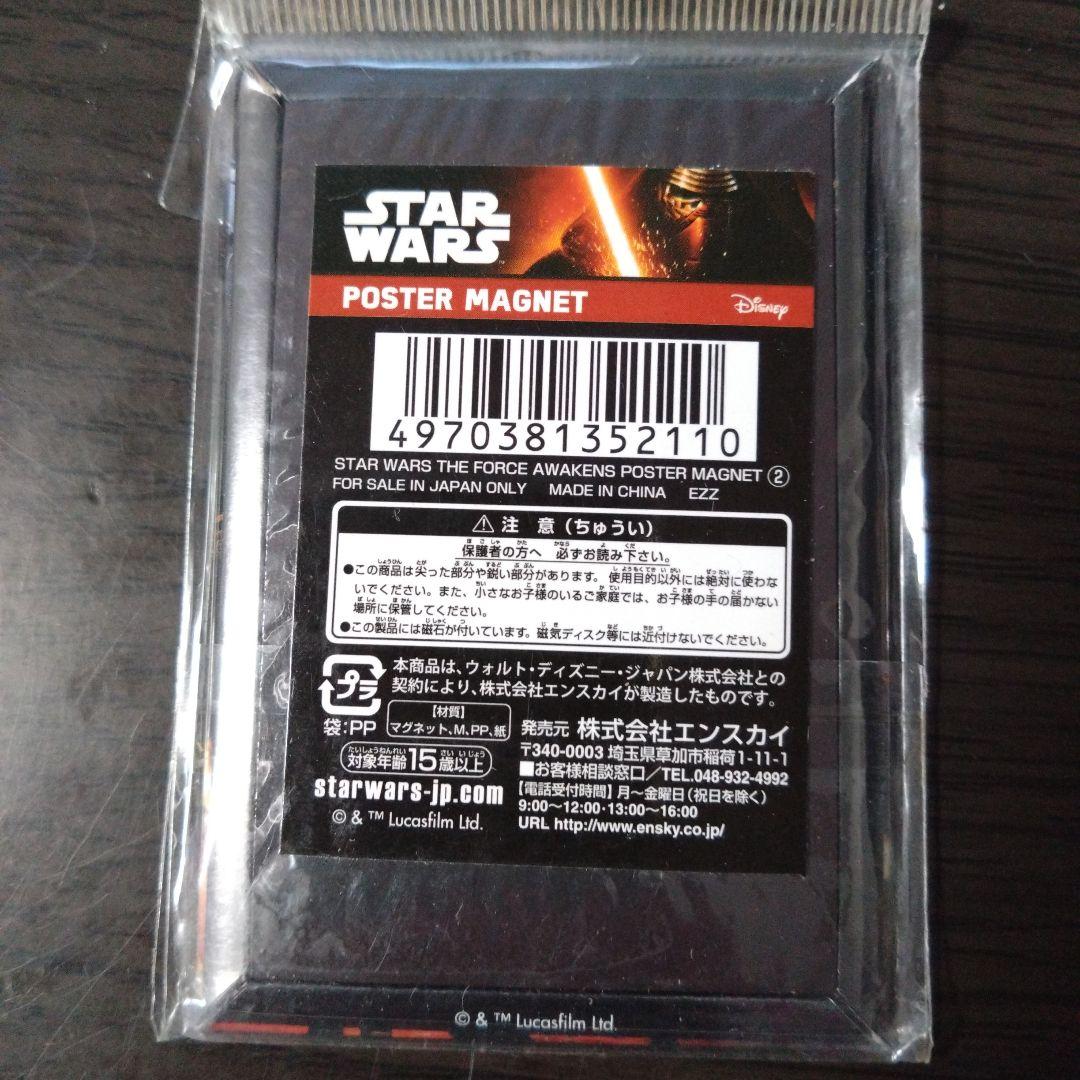 STAR
WARS
POSTER MAGNET
Disney
4970381352110
STAR WARS THE FORCE AWAKENS POSTER MAGNET ②
FOR SALE IN JAPAN ONLY MADE IN CHINA EZZ
⚠注 意(ちゅうい)
保護者の方へ 必ずお読み下さい。
●この商品は尖った部分や鋭い部分があります。使用目的以外には絶対に使わな
いでください。また、小さなお子様のいるご家庭では、お子様の手の届かない
場所に保管してください。
●この製品には磁石が付いています。磁気ディスク等には近付けないでください。
プラ
袋:PP
本商品は、ウォルト・ディズニー・ジャパン株式会社との
契約により、株式会社エンスカイが製造したものです。
【材質】
マグネット、M、PP、紙
たいしょうねんれい さい いじょう
対象年齢15歳以上
starwars-jp.com
© & ™ Lucasfilm Ltd.
発売元 株式会社エンスカイ
〒340-0003 埼玉県草加市稲荷1-11-1
■お客様相談窓口/TEL.048-932-4992
【電話受付時間】月~金曜日(祝日を除く)
9:00~12:00・13:00~16:00
URL http://www.ensky.co.jp/
© & ™ Lucasfilm Ltd.